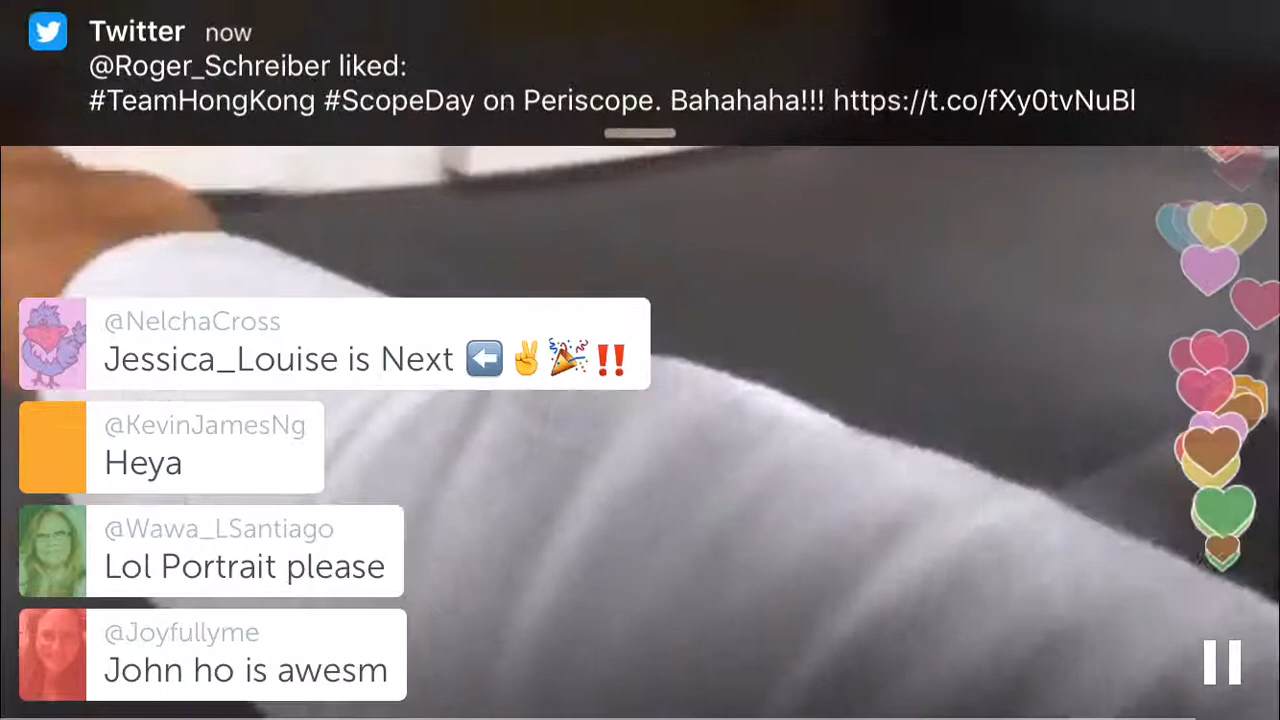 Twitter now
@Roger_Schreiber liked:
#TeamHongKong #ScopeDay on Periscope. Bahahaha!!! https://t.co/fXy0tvNuBl
@NelchaCross
Jessica_Louise is Next ⬅️✌️🎉‼️
@KevinJamesNg
Heya
@Wawa_LSantiago
Lol Portrait please
@Joyfullyme
John ho is awesm